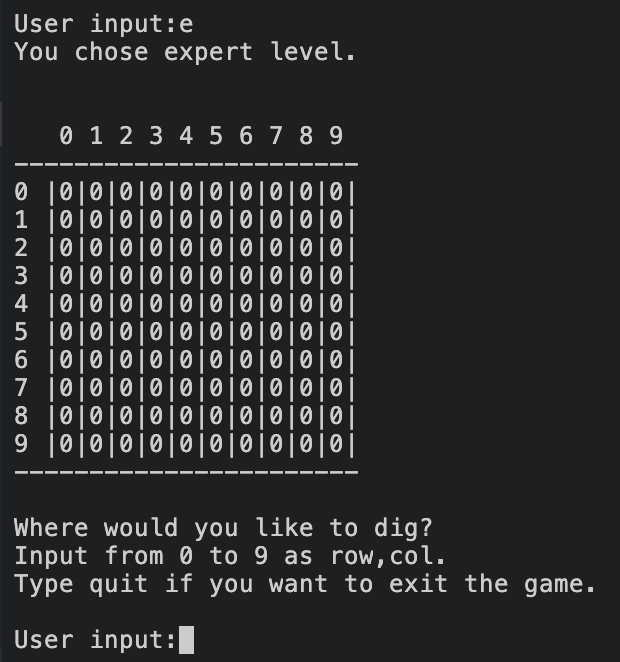 User input:e
You chose expert level.
   0 1 2 3 4 5 6 7 8 9
-----------------------
0 |0|0|0|0|0|0|0|0|0|0|
1 |0|0|0|0|0|0|0|0|0|0|
2 |0|0|0|0|0|0|0|0|0|0|
3 |0|0|0|0|0|0|0|0|0|0|
4 |0|0|0|0|0|0|0|0|0|0|
5 |0|0|0|0|0|0|0|0|0|0|
6 |0|0|0|0|0|0|0|0|0|0|
7 |0|0|0|0|0|0|0|0|0|0|
8 |0|0|0|0|0|0|0|0|0|0|
9 |0|0|0|0|0|0|0|0|0|0|
-----------------------
Where would you like to dig?
Input from 0 to 9 as row,col.
Type quit if you want to exit the game.
User input: